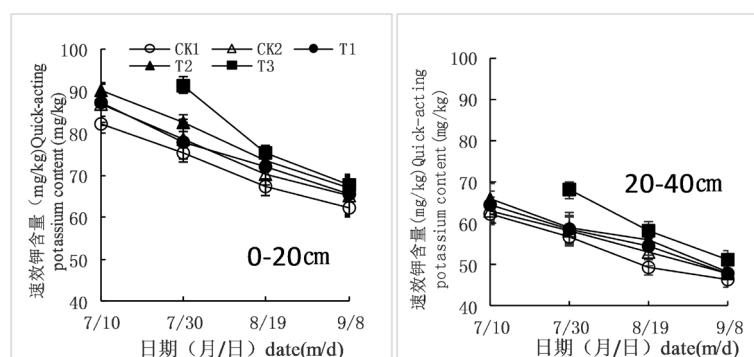 速效钾含量（mg/kg)Quick-acting
potassium content(mg/kg)
100
90
80
70
60
50
40
CK1 CK2 T1
T2 T3
0-20cm
7/10 7/30 8/19 9/8
日期（月/日）date(m/d)
速效钾含量(mg/kg)Quick-acting
potassium content(mg/kg)
100
90
80
70
60
50
40
20-40cm
7/10 7/30 8/19 9/8
日期（月/日）date(m/d)